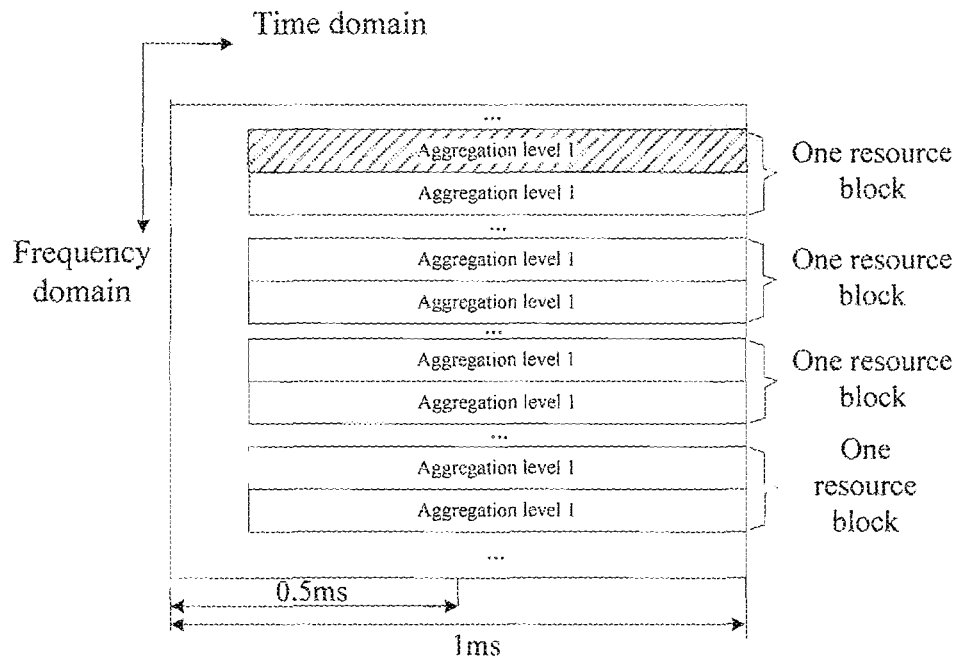 Time domain
Frequency
domain
...
Aggregation level 1
Aggregation level 1
One resource
block
...
Aggregation level 1
Aggregation level 1
One resource
block
...
Aggregation level 1
Aggregation level 1
One resource
block
...
Aggregation level 1
Aggregation level 1
One
resource
block
...
0.5ms
1ms